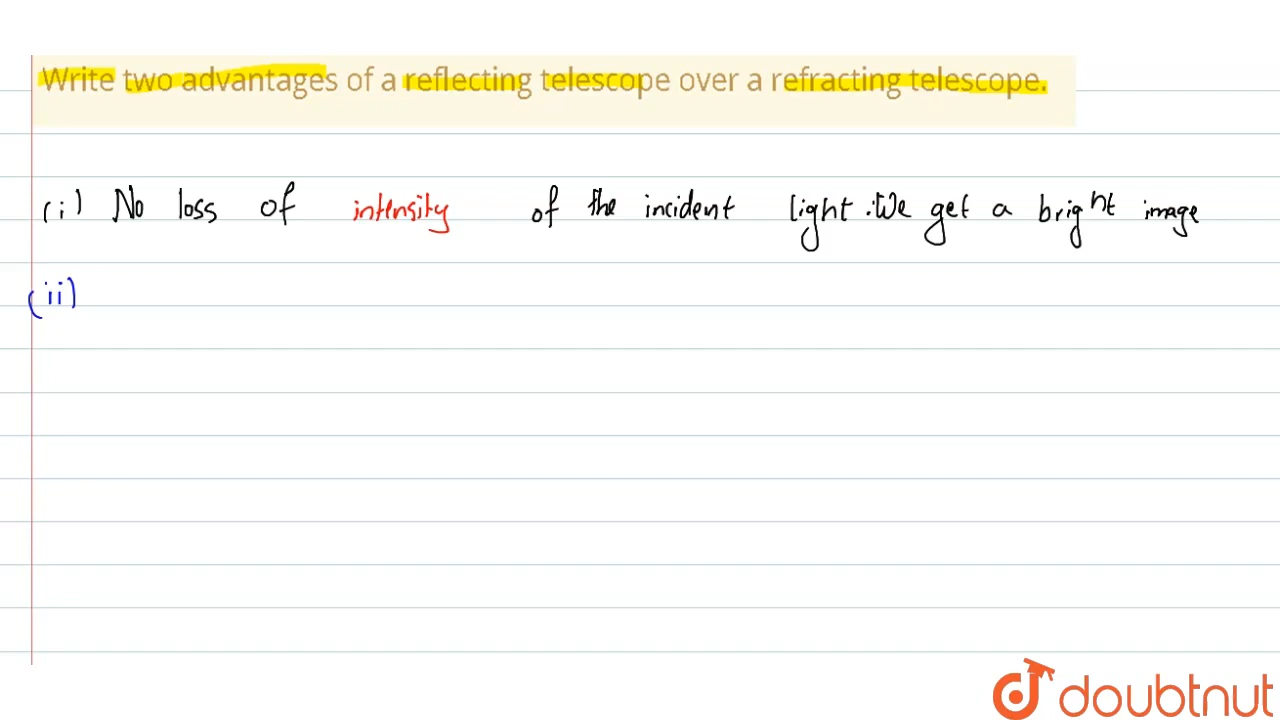 Write two advantages of a reflecting telescope over a refracting telescope.
(i) No loss of intensity of the incident light. We get a bright image
(ii)
doubtnut